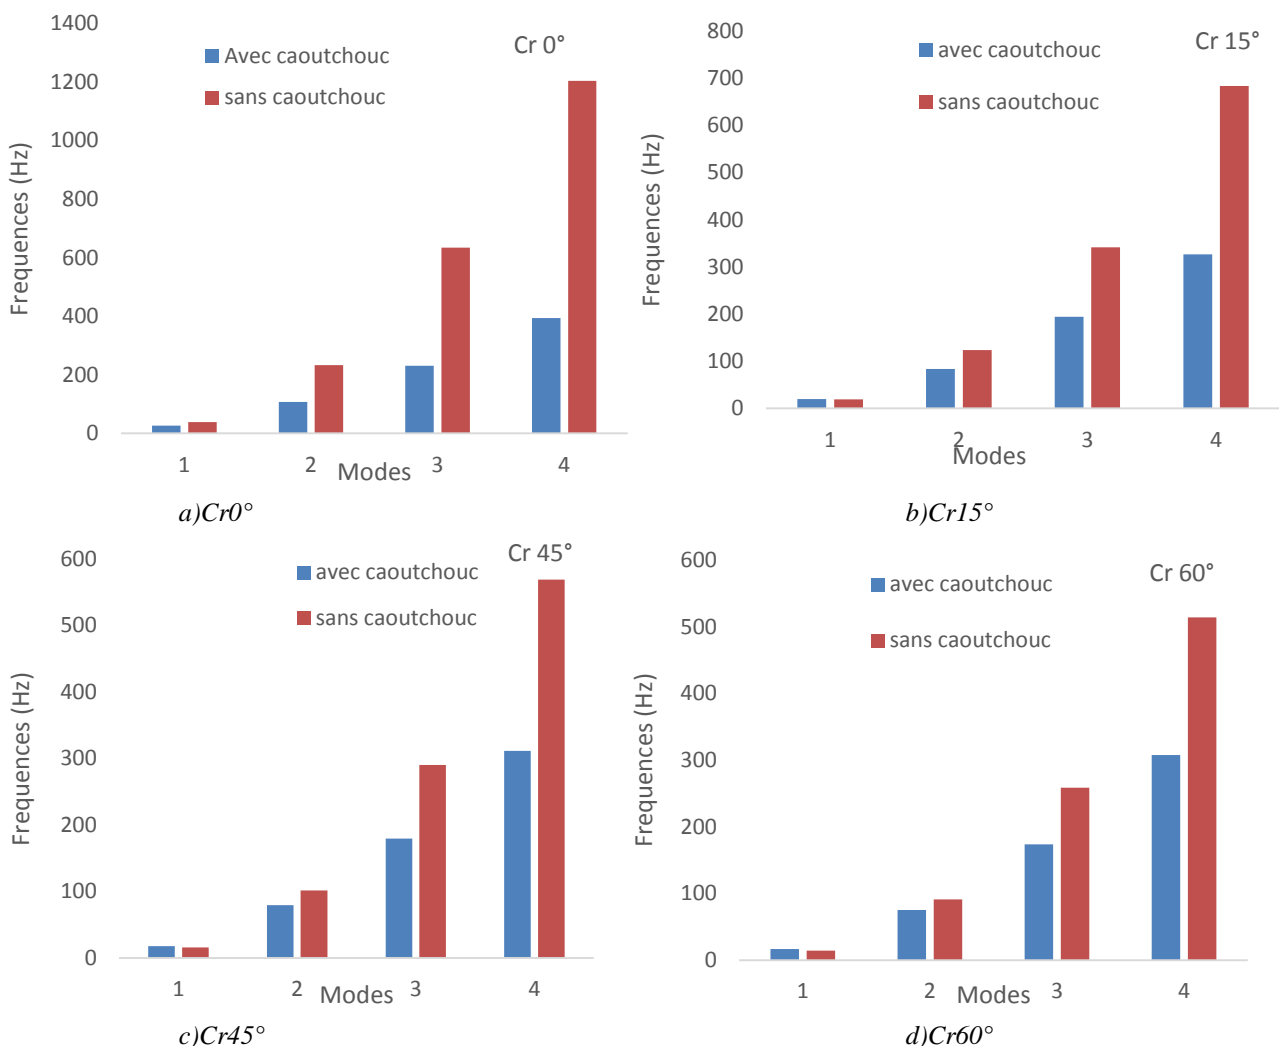 Cr 0°
Avec caoutchouc
sans caoutchouc
Frequences (Hz)
1400
1200
1000
800
600
400
200
0
1 2 3 4
Modes
a)Cr0°
Cr 15°
avec caoutchouc
sans caoutchouc
Frequences (Hz)
800
700
600
500
400
300
200
100
0
1 2 3 4
Modes
b)Cr15°
Cr 45°
avec caoutchouc
sans caoutchouc
Frequences (Hz)
600
500
400
300
200
100
0
1 2 3 4
Modes
c)Cr45°
Cr 60°
avec caoutchouc
sans caoutchouc
Frequences (Hz)
600
500
400
300
200
100
0
1 2 3 4
Modes
d)Cr60°